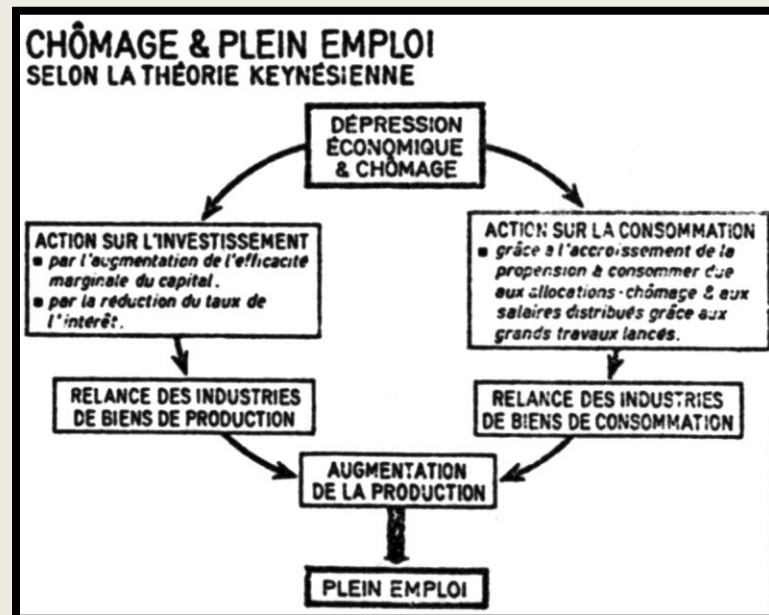 CHÔMAGE & PLEIN EMPLOI
SELON LA THÉORIE KEYNÉSIENNE
DÉPRESSION
ÉCONOMIQUE
& CHÔMAGE
ACTION SUR L'INVESTISSEMENT
■ par l'augmentation de l'efficacité
marginale du capital.
■ par la réduction du taux de
l'intérêt.
ACTION SUR LA CONSOMMATION
■ grâce à l'accroissement de la
propension à consommer due
aux allocations-chômage & aux
salaires distribués grâce aux
grands travaux lancés.
RELANCE DES INDUSTRIES
DE BIENS DE PRODUCTION
RELANCE DES INDUSTRIES
DE BIENS DE CONSOMMATION
AUGMENTATION
DE LA PRODUCTION
PLEIN EMPLOI